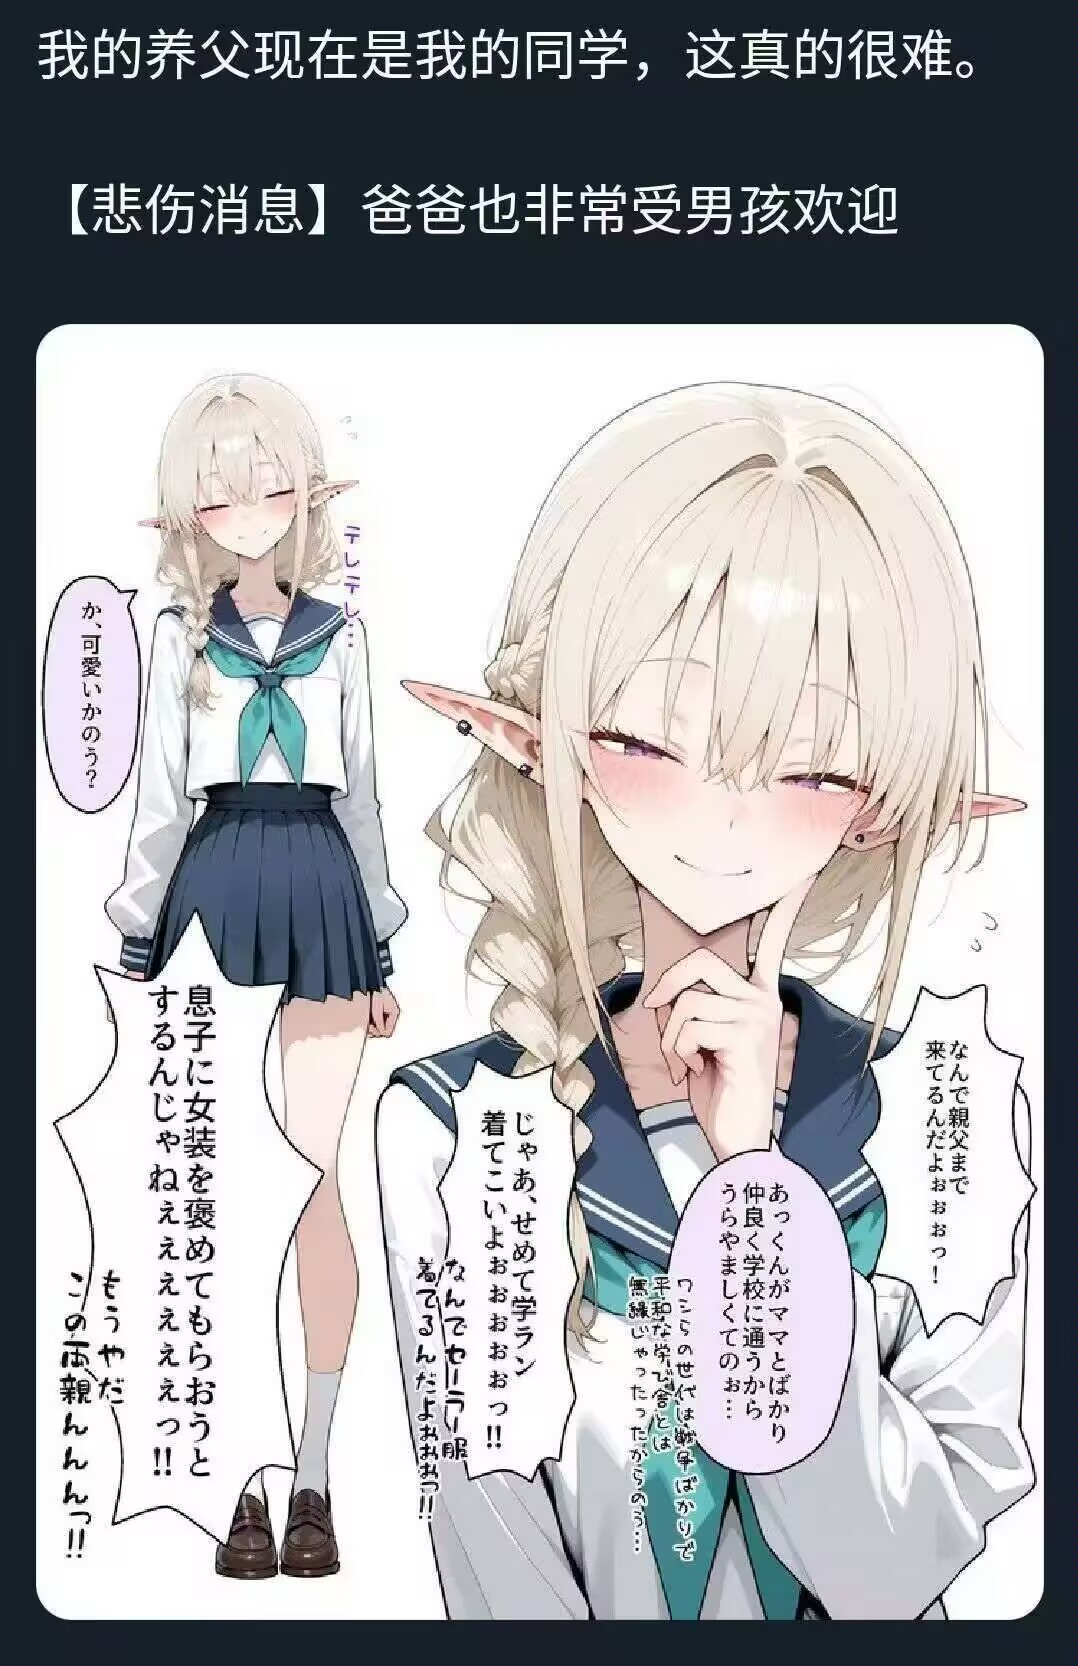 我的养父现在是我的同学，这真的很难。
【悲伤消息】爸爸也非常受男孩欢迎
なんで親父まで
来てるんだよぉぉぉっ！
あっくんがママとばかり
仲良く学校に通うから
うらやましくてのぉ…
ワシらの世代は戦争ばかりで
平和な学び舎とは
無縁じゃったったからのう…
じゃあ、せめて学ラン
着てこいよぉぉぉぉぉっ!!
なんでセーラー服
着てるんだよおおおっ!!
テレテレ…
か、可愛いかのう？
息子に女装を褒めてもらおうと
するんじゃねぇぇぇぇぇぇっ!!
もうやだ
この両親んんんっ!!